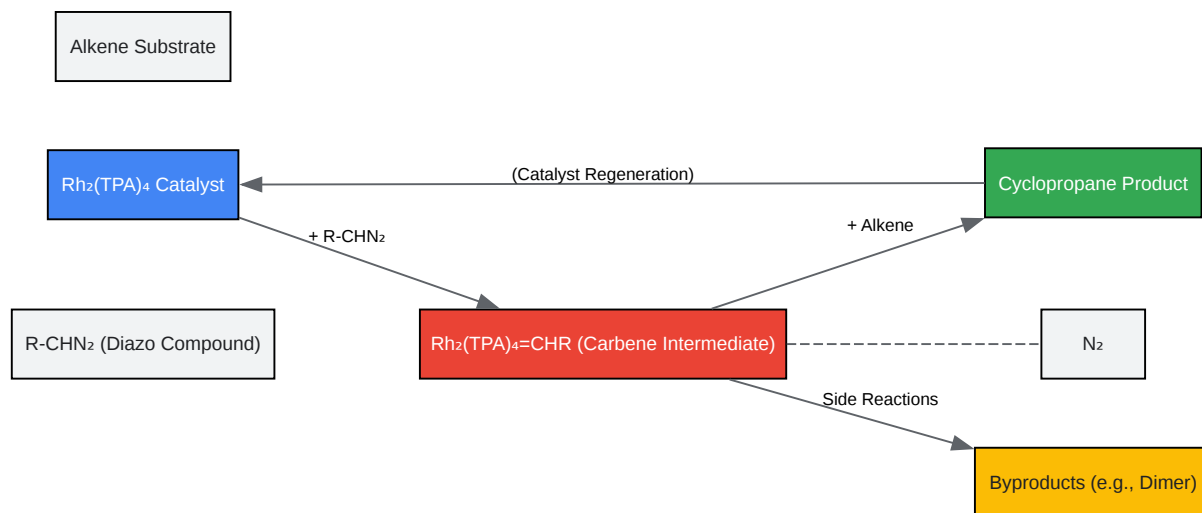 Alkene Substrate
Rh₂(TPA)₄ Catalyst
(Catalyst Regeneration)
Cyclopropane Product
+ R-CHN₂
+ Alkene
R-CHN₂ (Diazo Compound)
Rh₂(TPA)₄=CHR (Carbene Intermediate)
N₂
Side Reactions
Byproducts (e.g., Dimer)